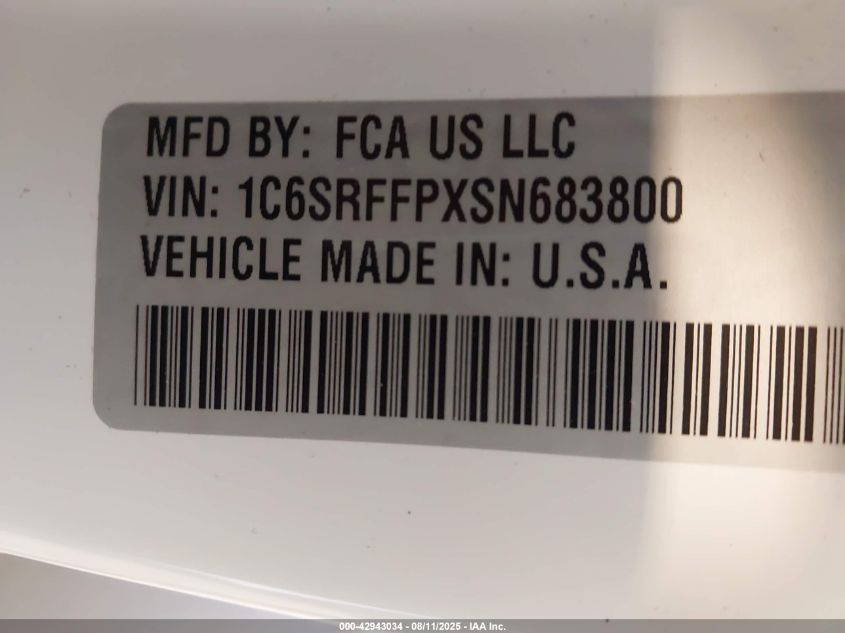 MFD BY: FCA US LLC
VIN: 1C6SRFFPXSN683800
VEHICLE MADE IN: U.S.A.
000-42943034 - 08/11/2025 - IAA Inc.